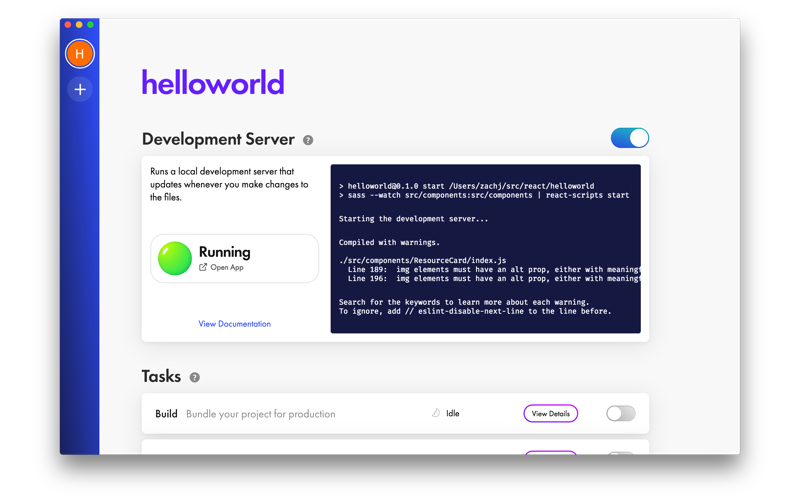 H
+
helloworld
Development Server ?
Runs a local development server that
updates whenever you make changes to
the files.
Running
Open App
View Documentation
> helloworld@0.1.0 start /Users/zachj/src/react/helloworld
> sass --watch src/components:src/components | react-scripts start
Starting the development server...
Compiled with warnings.
./src/components/ResourceCard/index.js
Line 189: img elements must have an alt prop, either with meaningf
Line 196: img elements must have an alt prop, either with meaningf
Search for the keywords to learn more about each warning.
To ignore, add // eslint-disable-next-line to the line before.
Tasks ?
Build Bundle your project for production Idle View Details